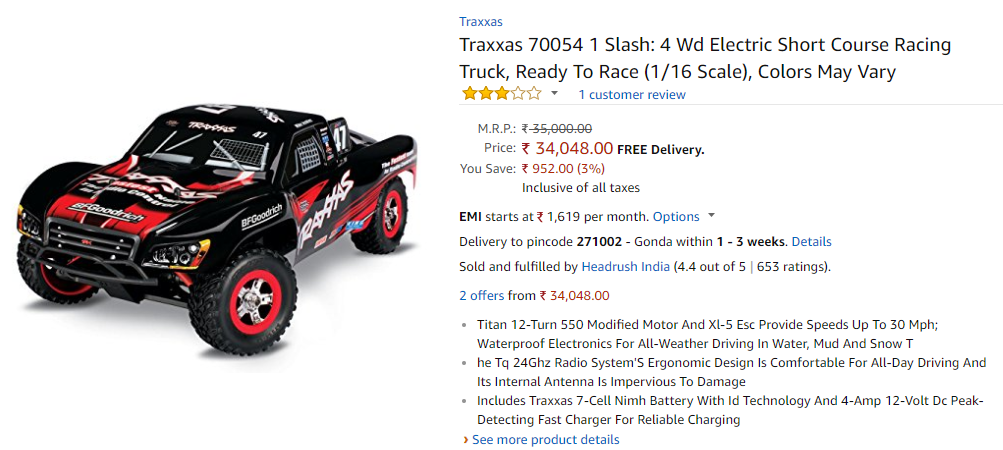 Traxxas
Traxxas 70054 1 Slash: 4 Wd Electric Short Course Racing
Truck, Ready To Race (1/16 Scale), Colors May Vary
1 customer review
M.R.P.: ₹ 35,000.00
Price: ₹ 34,048.00 FREE Delivery.
You Save: ₹ 952.00 (3%)
Inclusive of all taxes
EMI starts at ₹ 1,619 per month. Options
Delivery to pincode 271002 - Gonda within 1 - 3 weeks. Details
Sold and fulfilled by Headrush India (4.4 out of 5 | 653 ratings).
2 offers from ₹ 34,048.00
Titan 12-Turn 550 Modified Motor And Xl-5 Esc Provide Speeds Up To 30 Mph;
Waterproof Electronics For All-Weather Driving In Water, Mud And Snow T
he Tq 24Ghz Radio System'S Ergonomic Design Is Comfortable For All-Day Driving And
Its Internal Antenna Is Impervious To Damage
Includes Traxxas 7-Cell Nimh Battery With Id Technology And 4-Amp 12-Volt Dc Peak-
Detecting Fast Charger For Reliable Charging
See more product details
TRAXXAS
47
47
BFGoodrich
TRAXXAS